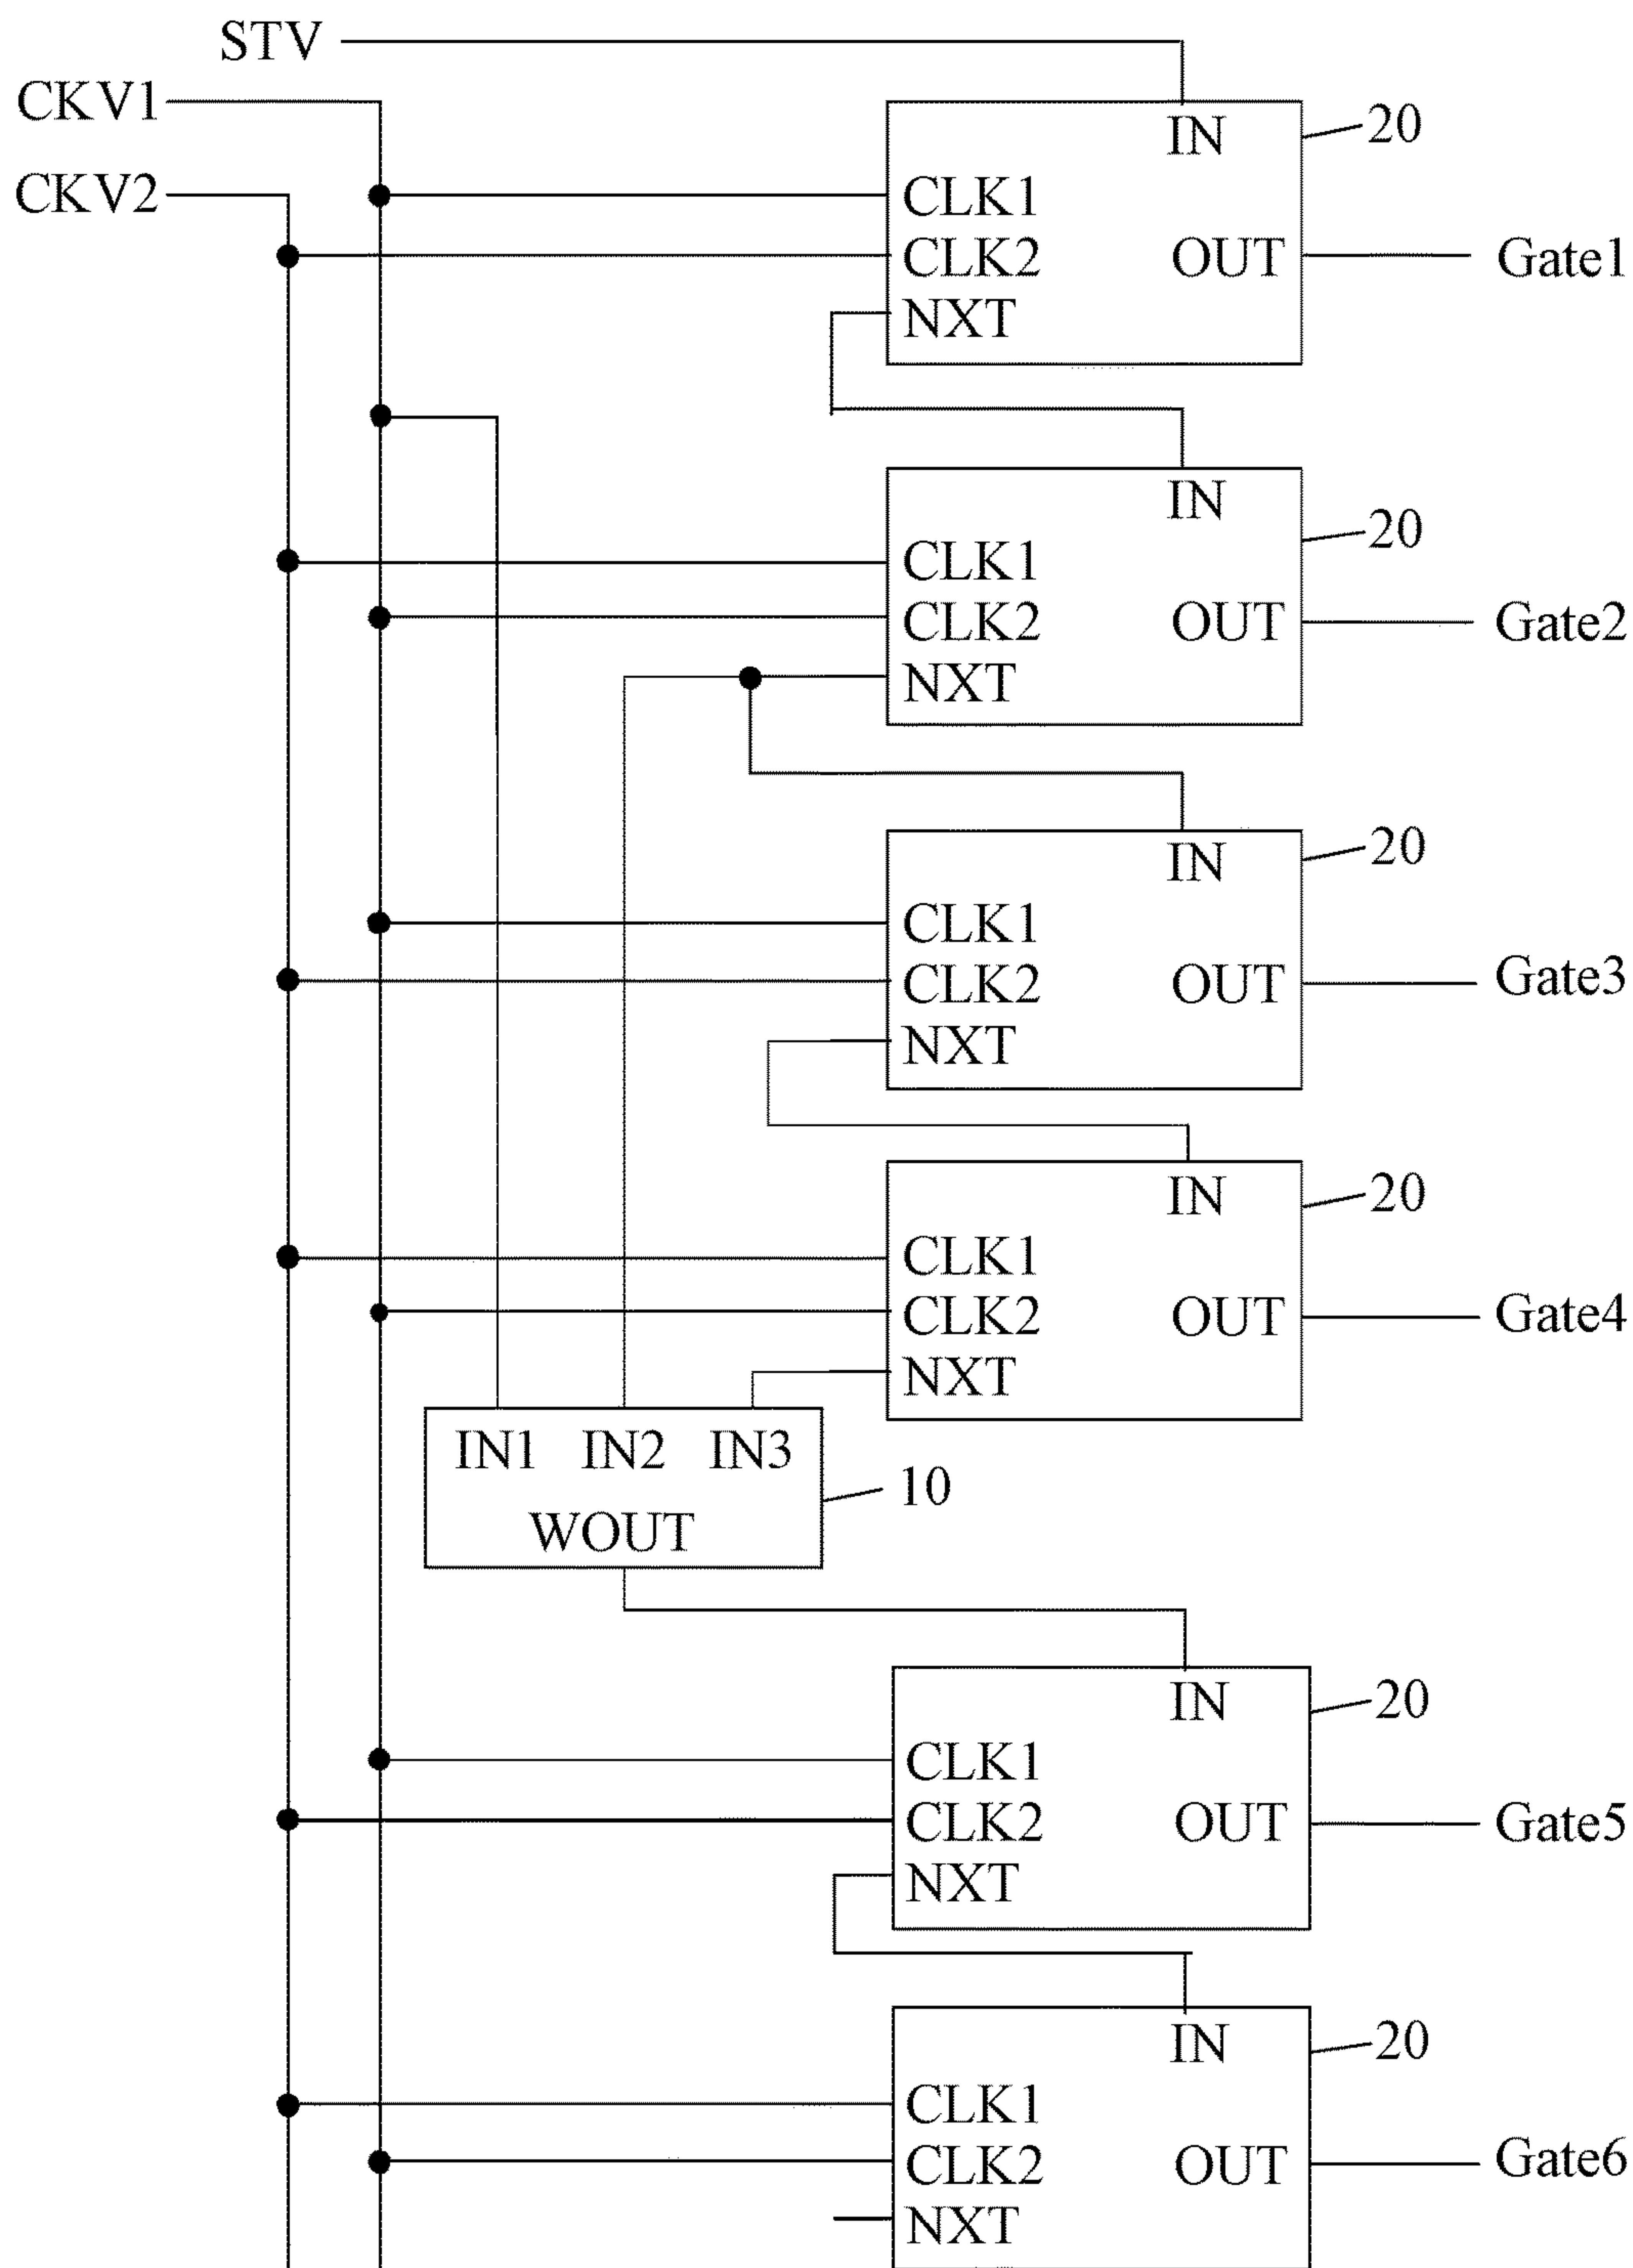 STV
CKV1
CKV2
IN
20
CLK1
CLK2
OUT
Gate1
NXT
IN
20
CLK1
CLK2
OUT
Gate2
NXT
IN
20
CLK1
CLK2
OUT
Gate3
NXT
IN
20
CLK1
CLK2
OUT
Gate4
NXT
IN1 IN2 IN3
10
WOUT
IN
20
CLK1
CLK2
OUT
Gate5
NXT
IN
20
CLK1
CLK2
OUT
Gate6
NXT